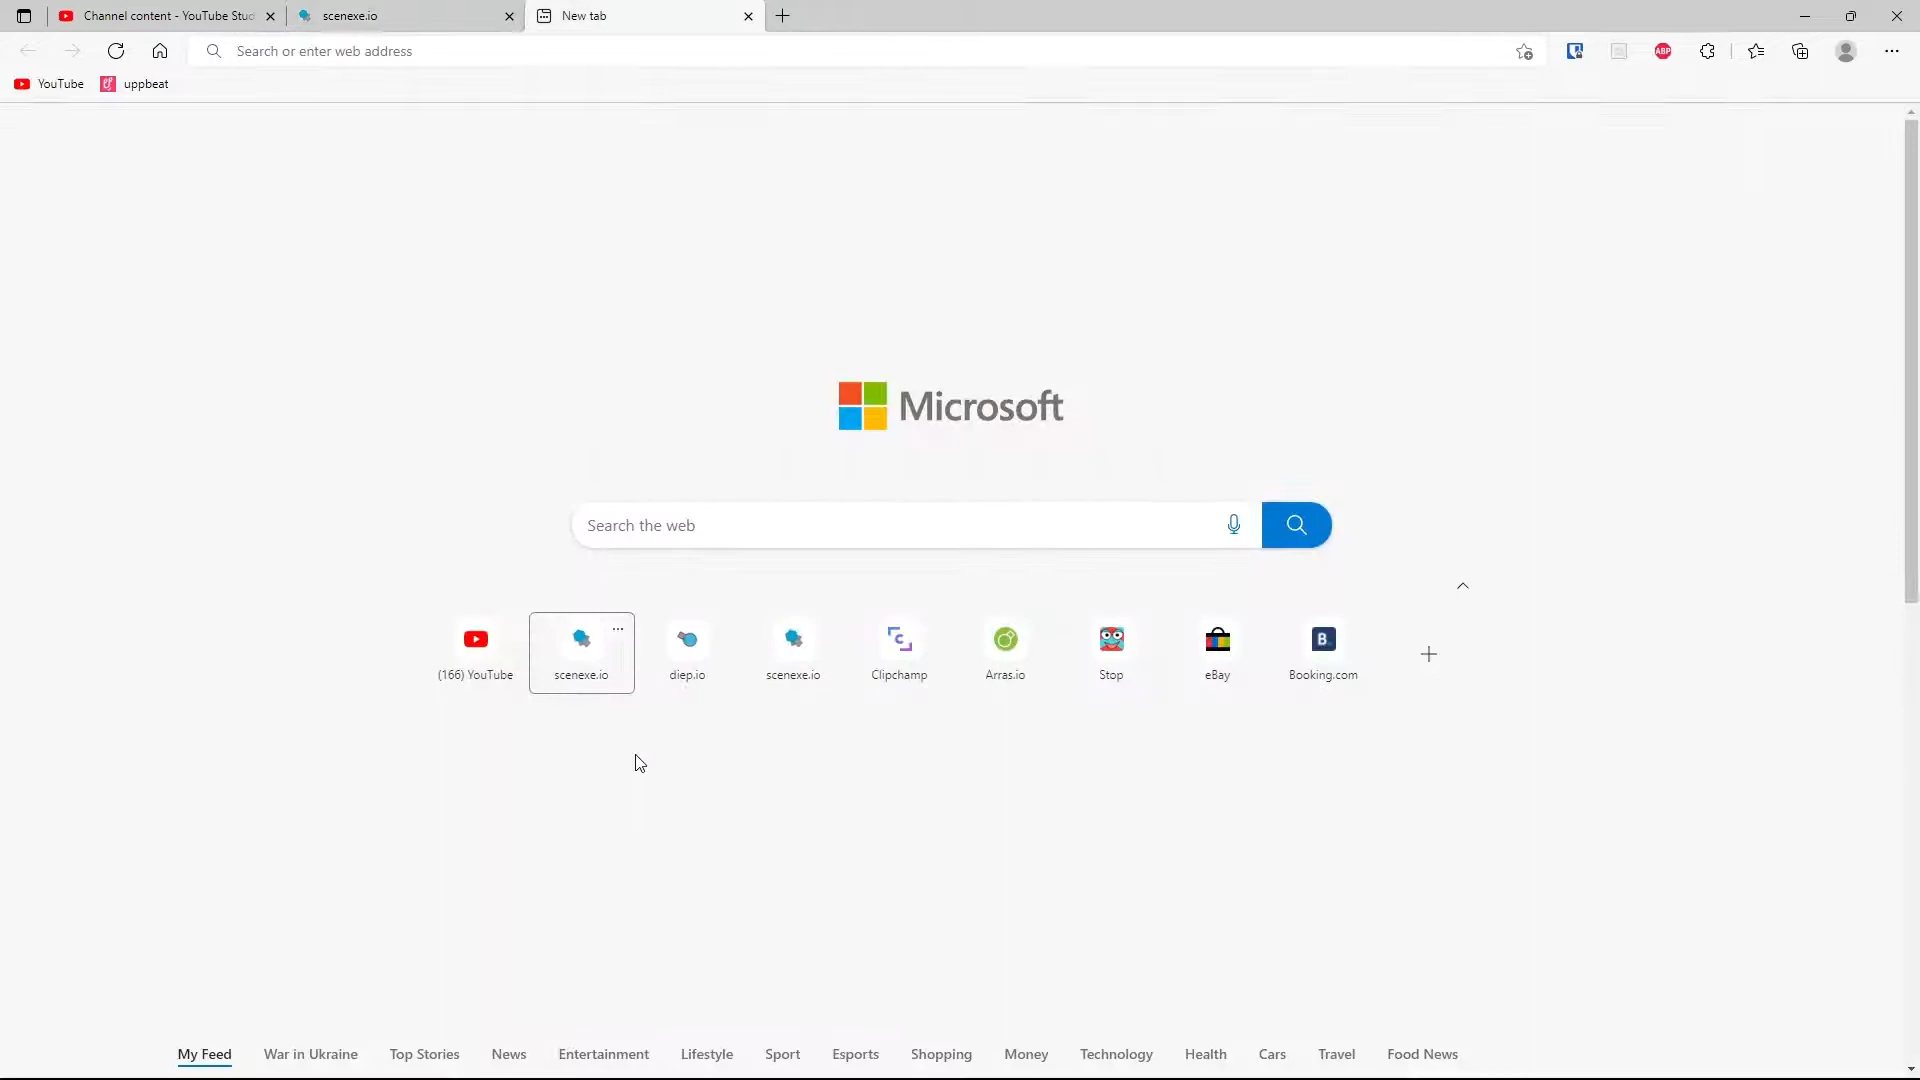 Channel content - YouTube Stud
scenexe.io
New tab
Search or enter web address
ABP
YouTube
uppbeat
Microsoft
Search the web
(166) YouTube
scenexe.io
diep.io
scenexe.io
Clipchamp
Arras.io
Stop
eBay
B.
Booking.com
My Feed
War in Ukraine
Top Stories
News
Entertainment
Lifestyle
Sport
Esports
Shopping
Money
Technology
Health
Cars
Travel
Food News